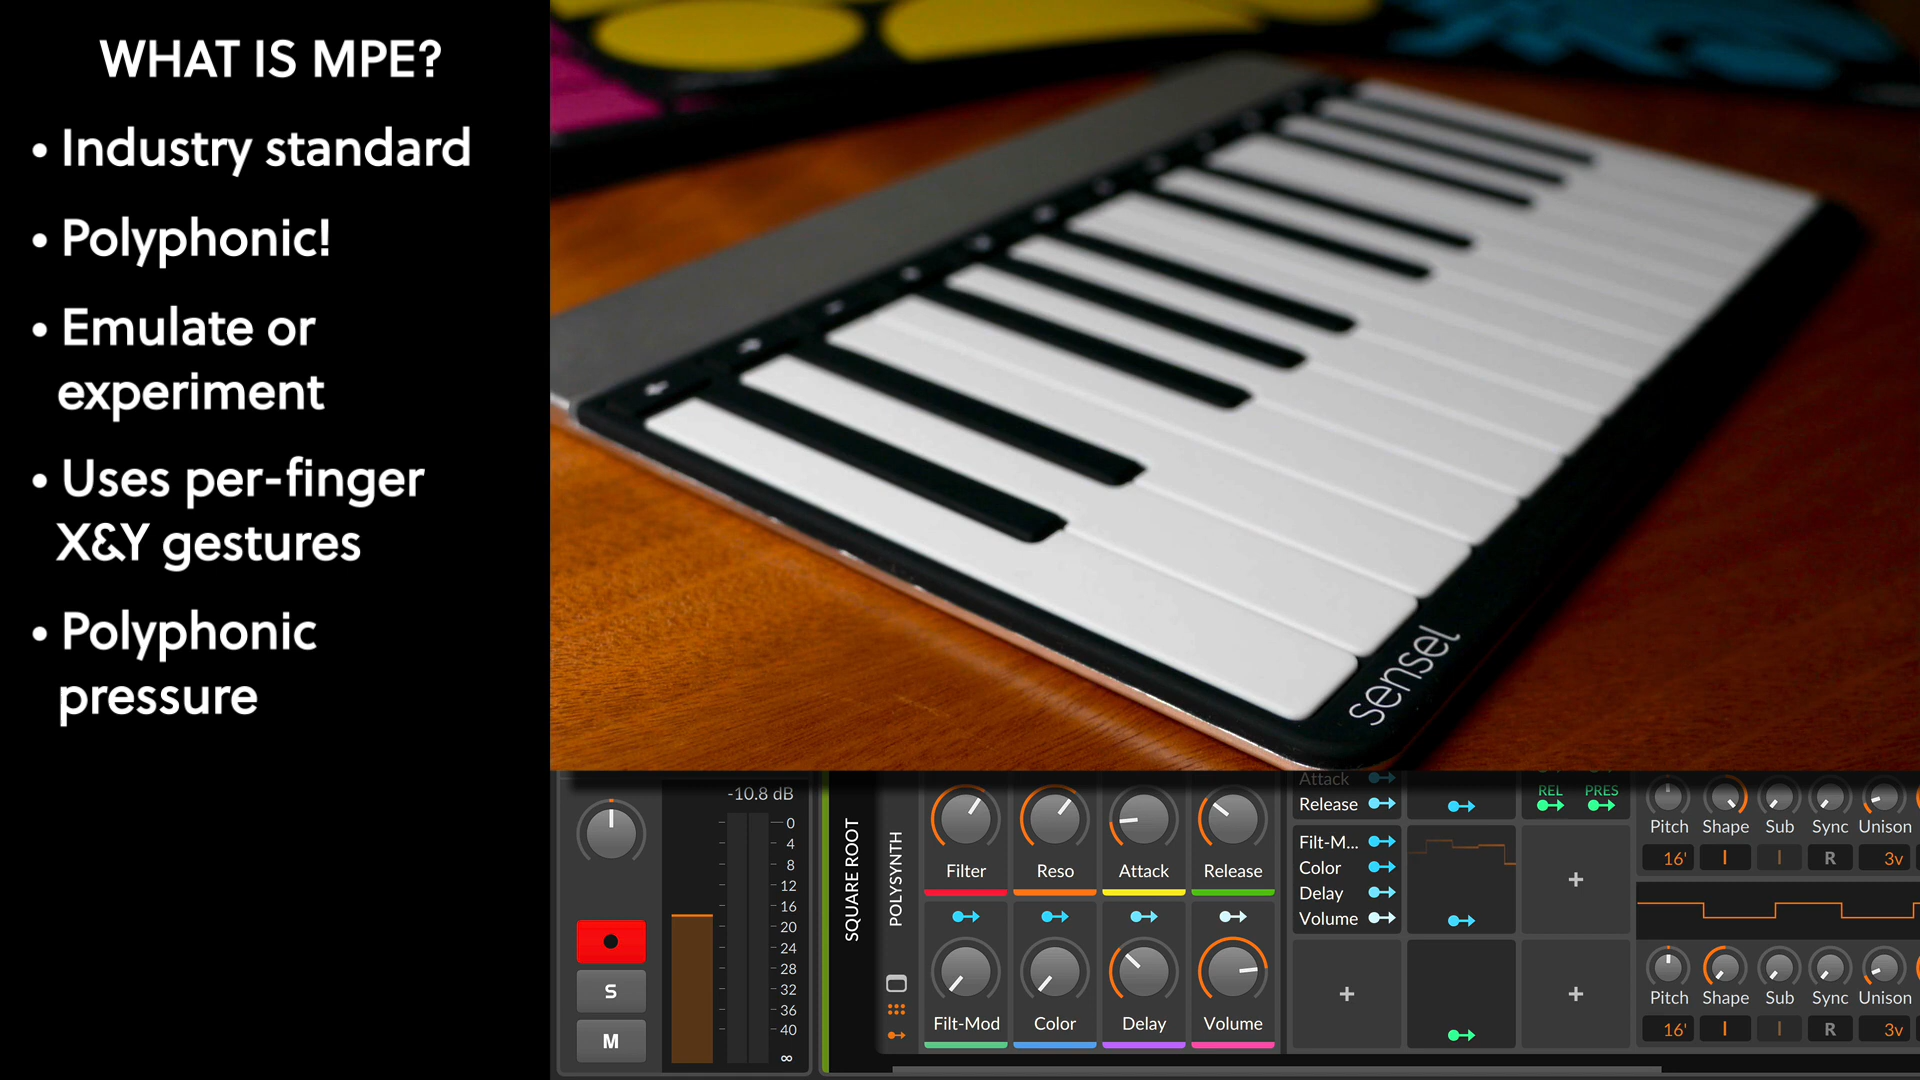 WHAT IS MPE?
• Industry standard
• Polyphonic!
• Emulate or
experiment
• Uses per-finger
X&Y gestures
• Polyphonic
pressure
sensel
-10.8 dB
0
4
8
12
16
20
24
28
32
36
40
∞
S
M
SQUARE ROOT
POLYSYNTH
Filter Reso Attack Release
Filt-Mod Color Delay Volume
Attack
Release
Filt-M...
Color
Delay
Volume
+
REL PRES
+
+
Pitch Shape Sub Sync Unison
16' I I R 3v
Pitch Shape Sub Sync Unison
16' I I R 3v